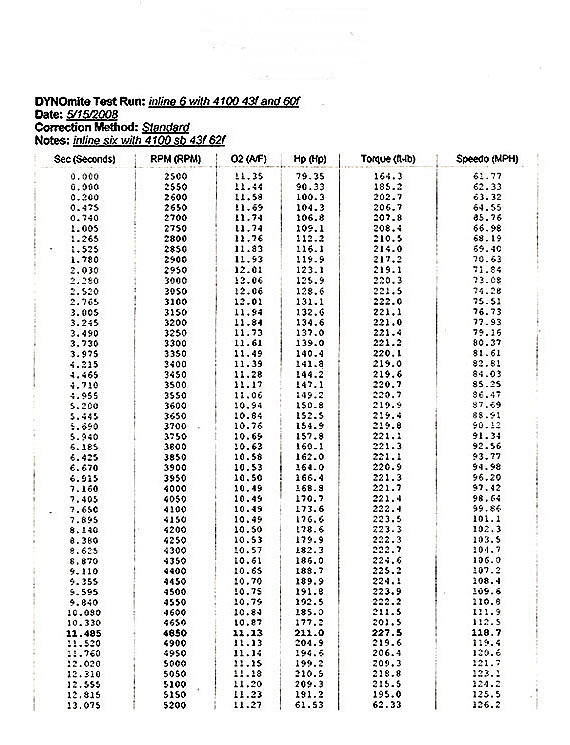 DYNOmite Test Run: inline 6 with 4100 43f and 60f
Date: 5/15/2008
Correction Method: Standard
Notes: inline six with 4100 sb 43f 62f
Sec (Seconds) RPM (RPM) O2 (A/F) Hp (Hp) Torque (ft-lb) Speedo (MPH)
0.000 2500 11.35 79.35 164.3 61.77
0.000 2550 11.44 90.33 185.2 62.33
0.200 2600 11.58 100.3 202.7 63.32
0.475 2650 11.69 104.3 206.7 64.55
0.740 2700 11.74 106.8 207.8 65.76
1.005 2750 11.74 109.1 208.4 66.98
1.265 2800 11.76 112.2 210.5 68.19
1.525 2850 11.83 116.1 214.0 69.40
1.780 2900 11.93 119.9 217.2 70.63
2.030 2950 12.01 123.1 219.1 71.84
2.280 3000 12.06 125.9 220.3 73.08
2.520 3050 12.06 128.6 221.5 74.28
2.765 3100 12.01 131.1 222.0 75.51
3.005 3150 11.94 132.6 221.1 76.73
3.245 3200 11.84 134.6 221.0 77.93
3.490 3250 11.73 137.0 221.4 79.16
3.730 3300 11.61 139.0 221.2 80.37
3.975 3350 11.49 140.4 220.1 81.61
4.215 3400 11.39 141.8 219.0 82.81
4.465 3450 11.28 144.2 219.6 84.03
4.710 3500 11.17 147.1 220.7 85.25
4.955 3550 11.06 149.2 220.7 86.47
5.200 3600 10.94 150.8 219.9 87.69
5.445 3650 10.84 152.5 219.4 88.91
5.690 3700 10.76 154.9 219.8 90.12
5.940 3750 10.69 157.8 221.1 91.34
6.185 3800 10.63 160.1 221.3 92.56
6.425 3850 10.58 162.0 221.1 93.77
6.670 3900 10.53 164.0 220.9 94.98
6.915 3950 10.50 166.4 221.3 96.20
7.160 4000 10.49 168.8 221.7 97.42
7.405 4050 10.49 170.7 221.4 98.64
7.650 4100 10.49 173.6 222.4 99.86
7.895 4150 10.49 176.6 223.5 101.1
8.140 4200 10.50 178.6 223.3 102.3
8.380 4250 10.53 179.9 222.3 103.5
8.625 4300 10.57 182.3 222.7 104.7
8.870 4350 10.61 186.0 224.6 106.0
9.110 4400 10.65 188.7 225.2 107.2
9.355 4450 10.70 189.9 224.1 108.4
9.595 4500 10.75 191.8 223.9 109.6
9.840 4550 10.79 192.5 222.2 110.8
10.080 4600 10.84 185.0 211.5 111.9
10.330 4650 10.87 177.2 201.5 112.5
11.485 4850 11.13 211.0 227.5 118.7
11.520 4900 11.13 204.9 219.6 119.4
11.760 4950 11.14 194.6 206.4 120.6
12.020 5000 11.15 199.2 209.3 121.7
12.310 5050 11.18 210.5 218.8 123.1
12.555 5100 11.20 209.3 215.5 124.2
12.815 5150 11.23 191.2 195.0 125.5
13.075 5200 11.27 61.53 62.33 126.2